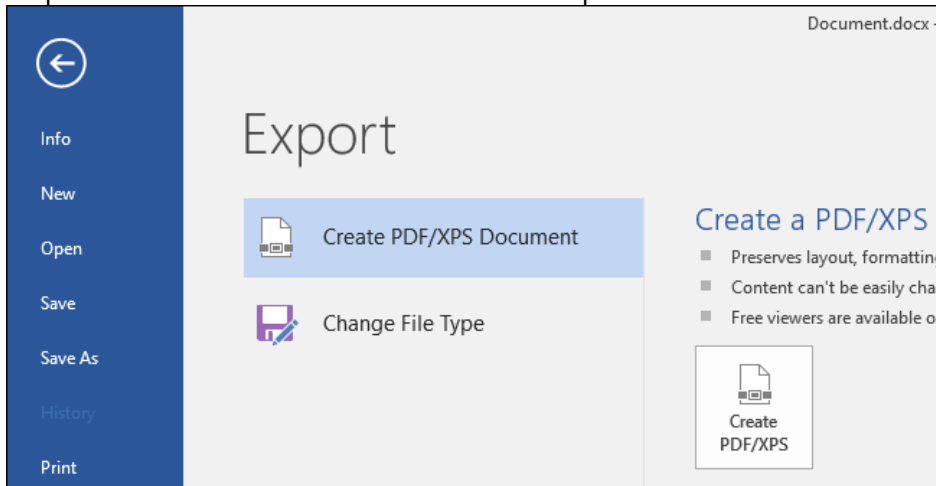 Document.docx -
Info
New
Open
Save
Save As
History
Print
Export
Create PDF/XPS Document
Change File Type
Create a PDF/XPS
Preserves layout, formatting
Content can't be easily cha
Free viewers are available o
Create
PDF/XPS